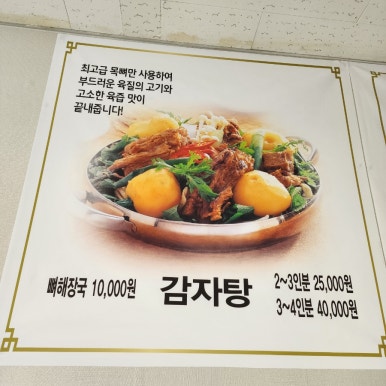 최고급 목뼈만 사용하여
부드러운 육질의 고기와
고소한 육즙 맛이
끝내줍니다!
뼈해장국 10,000원
감자탕
2~3인분 25,000원
3~4인분 40,000원